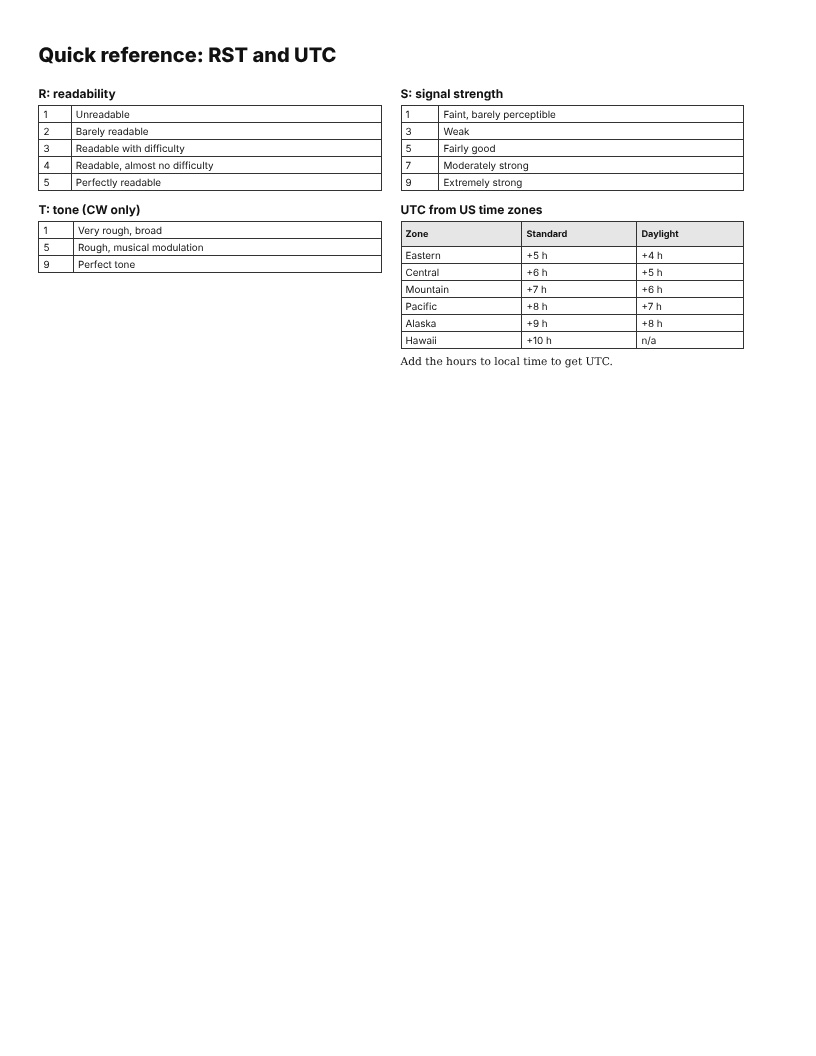 Quick reference: RST and UTC
R: readability
1 Unreadable
2 Barely readable
3 Readable with difficulty
4 Readable, almost no difficulty
5 Perfectly readable
T: tone (CW only)
1 Very rough, broad
5 Rough, musical modulation
9 Perfect tone
S: signal strength
1 Faint, barely perceptible
3 Weak
5 Fairly good
7 Moderately strong
9 Extremely strong
UTC from US time zones
Zone Standard Daylight
Eastern +5 h +4 h
Central +6 h +5 h
Mountain +7 h +6 h
Pacific +8 h +7 h
Alaska +9 h +8 h
Hawaii +10 h n/a
Add the hours to local time to get UTC.